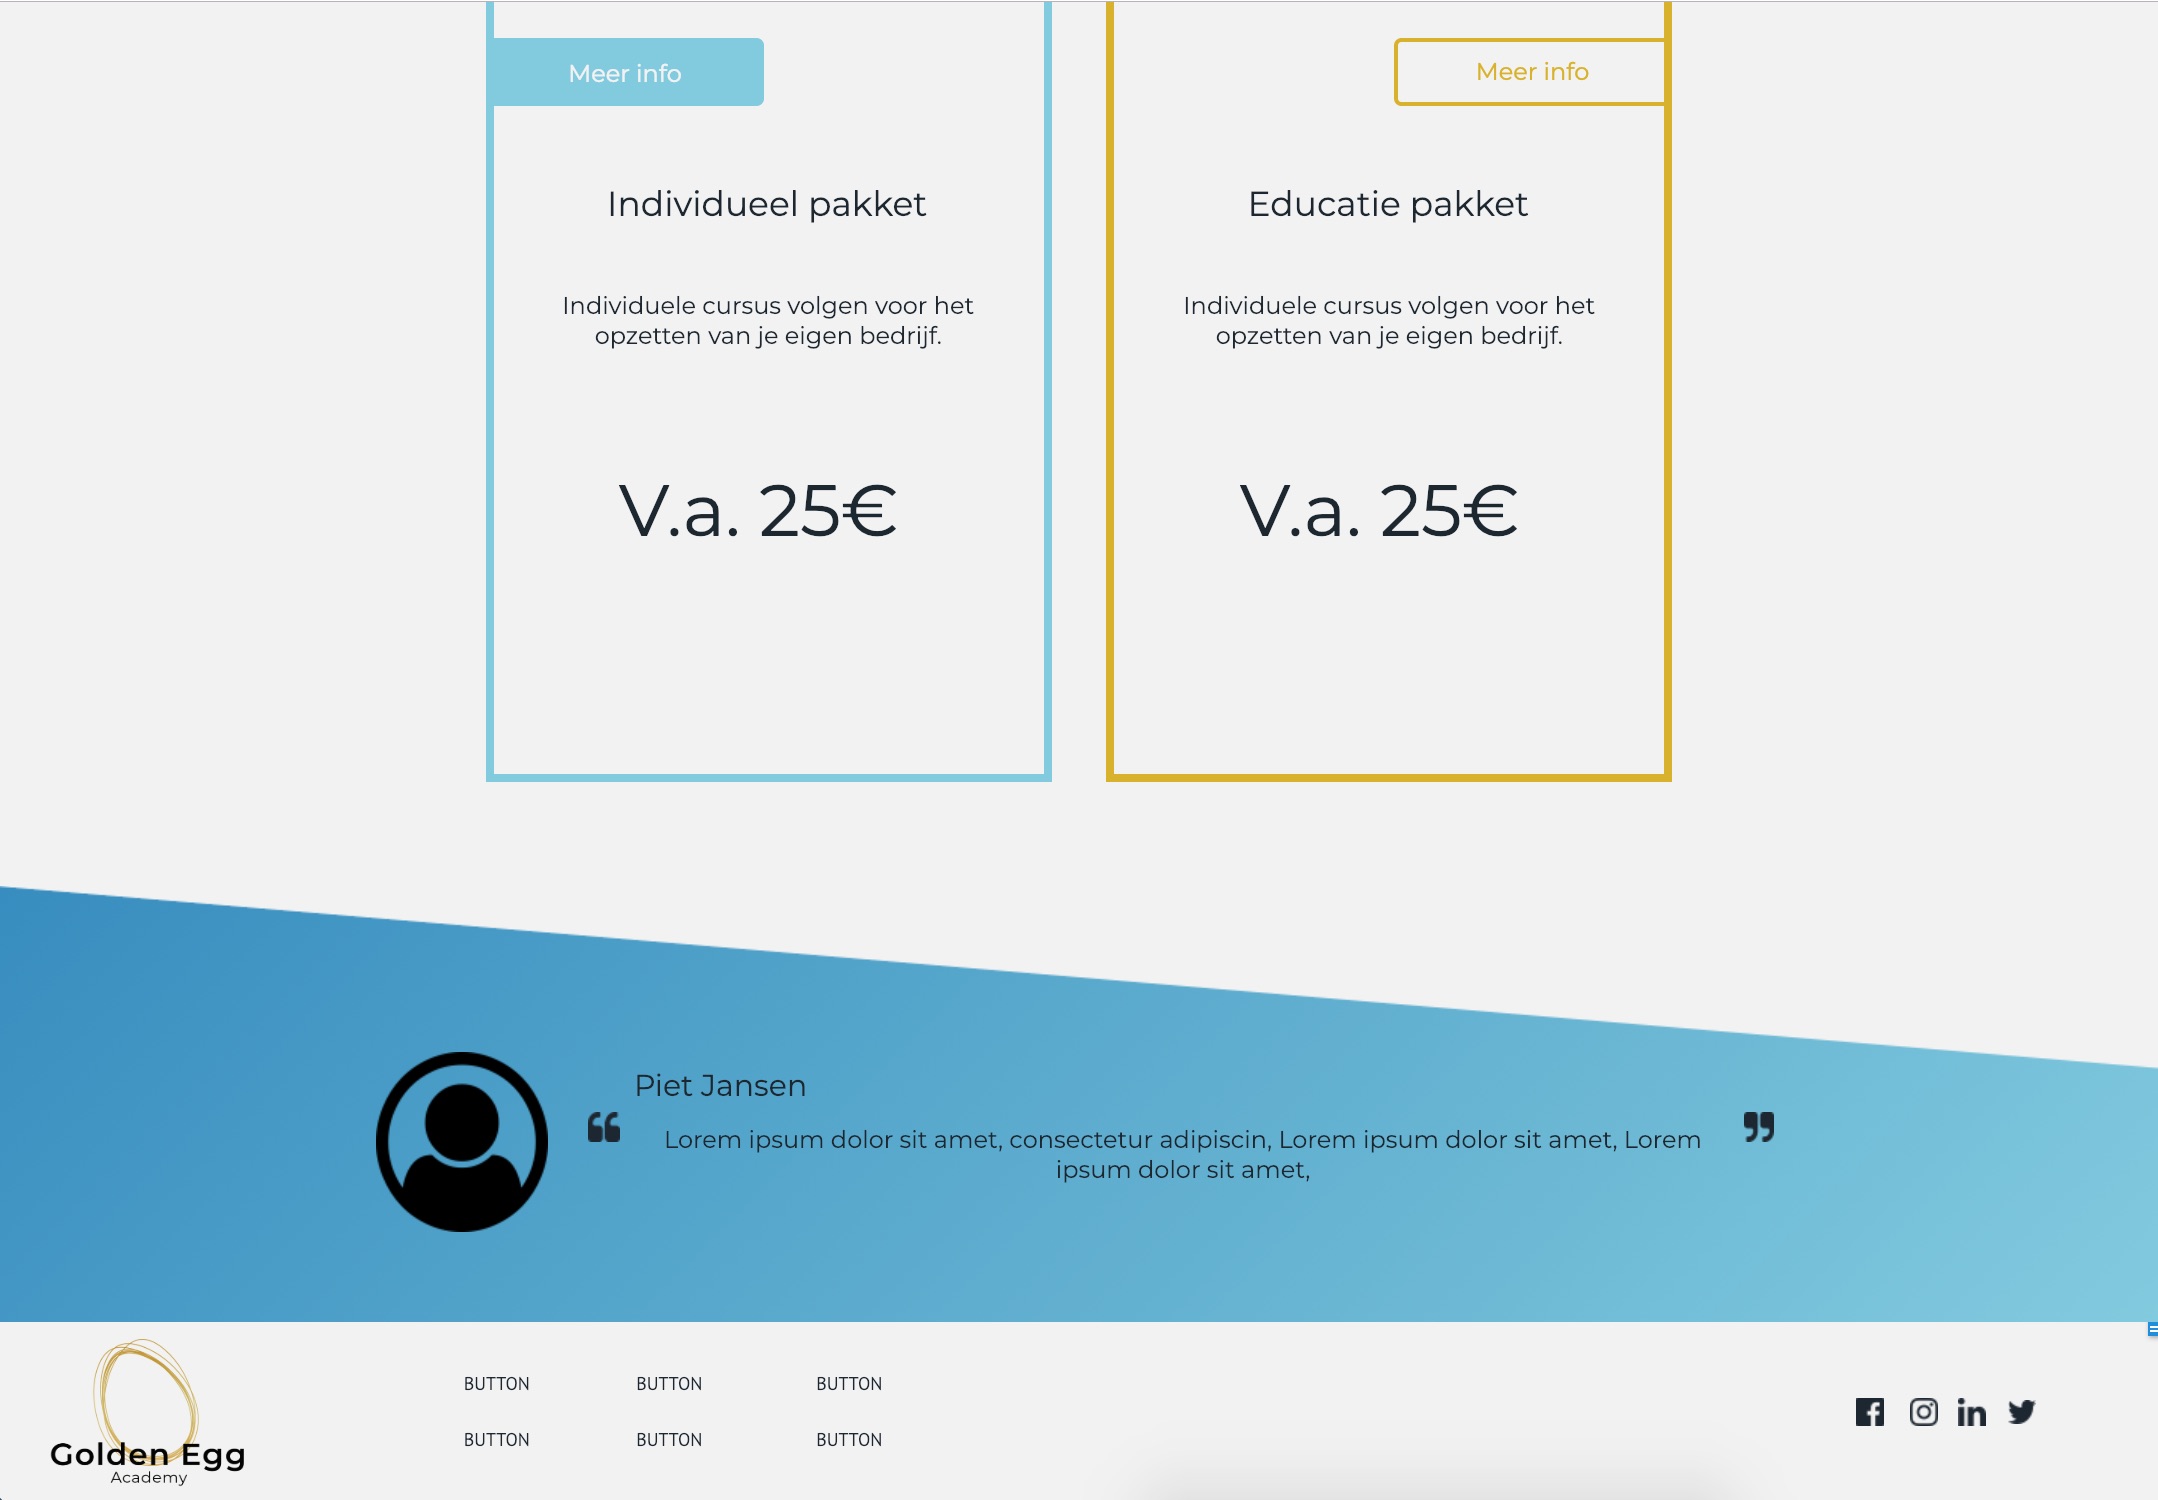 Meer info
Individueel pakket
Individuele cursus volgen voor het
opzetten van je eigen bedrijf.
V.a. 25€
Meer info
Educatie pakket
Individuele cursus volgen voor het
opzetten van je eigen bedrijf.
V.a. 25€
Piet Jansen
“ Lorem ipsum dolor sit amet, consectetur adipiscin, Lorem ipsum dolor sit amet, Lorem ”
ipsum dolor sit amet,
Golden Egg
Academy
BUTTON BUTTON BUTTON
BUTTON BUTTON BUTTON